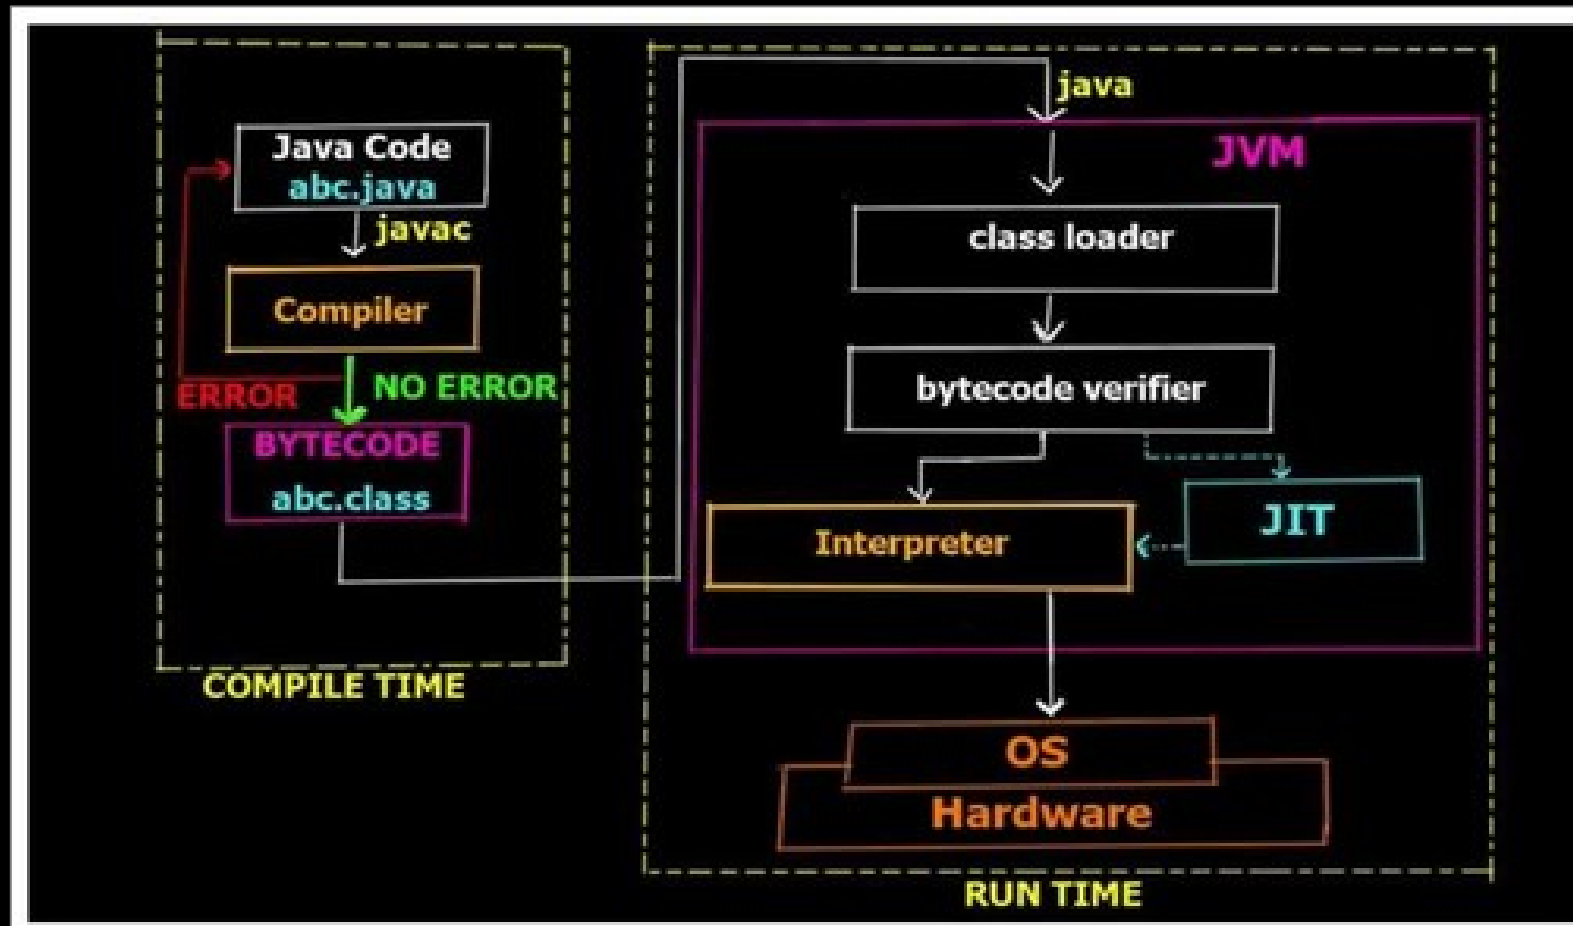 Java Code
abc.java
javac
Compiler
ERROR
NO ERROR
BYTECODE
abc.class
COMPILE TIME
java
JVM
class loader
bytecode verifier
Interpreter
JIT
OS
Hardware
RUN TIME